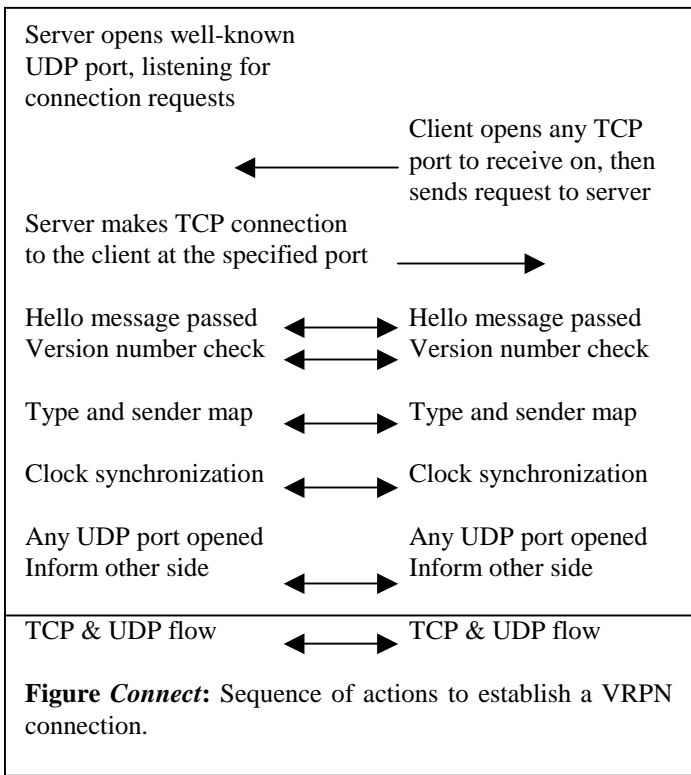 Server opens well-known
UDP port, listening for
connection requests
Client opens any TCP
port to receive on, then
sends request to server
Server makes TCP connection
to the client at the specified port
Hello message passed Hello message passed
Version number check Version number check
Type and sender map Type and sender map
Clock synchronization Clock synchronization
Any UDP port opened Any UDP port opened
Inform other side Inform other side
TCP & UDP flow TCP & UDP flow
Figure Connect: Sequence of actions to establish a VRPN
connection.